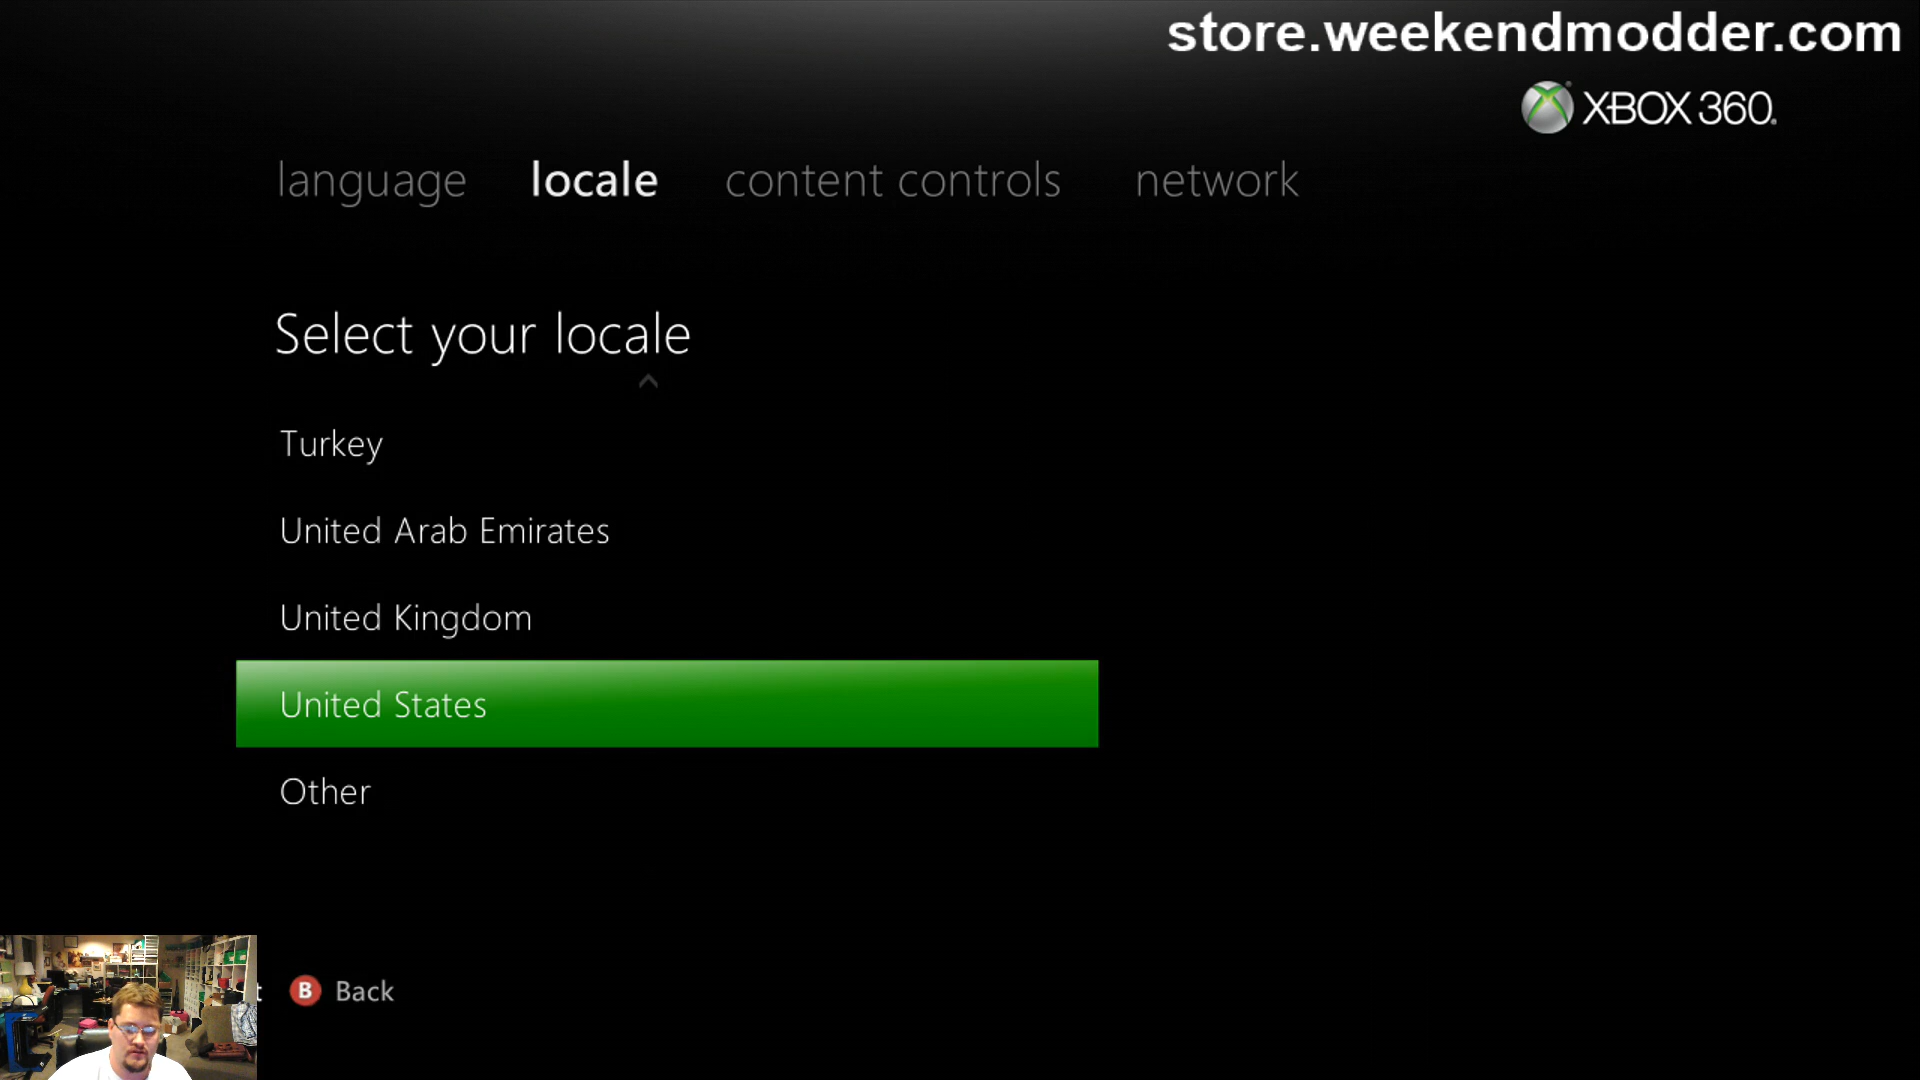 store.weekendmodder.com
XBOX 360.
language locale content controls network
Select your locale
Turkey
United Arab Emirates
United Kingdom
United States
Other
t B Back